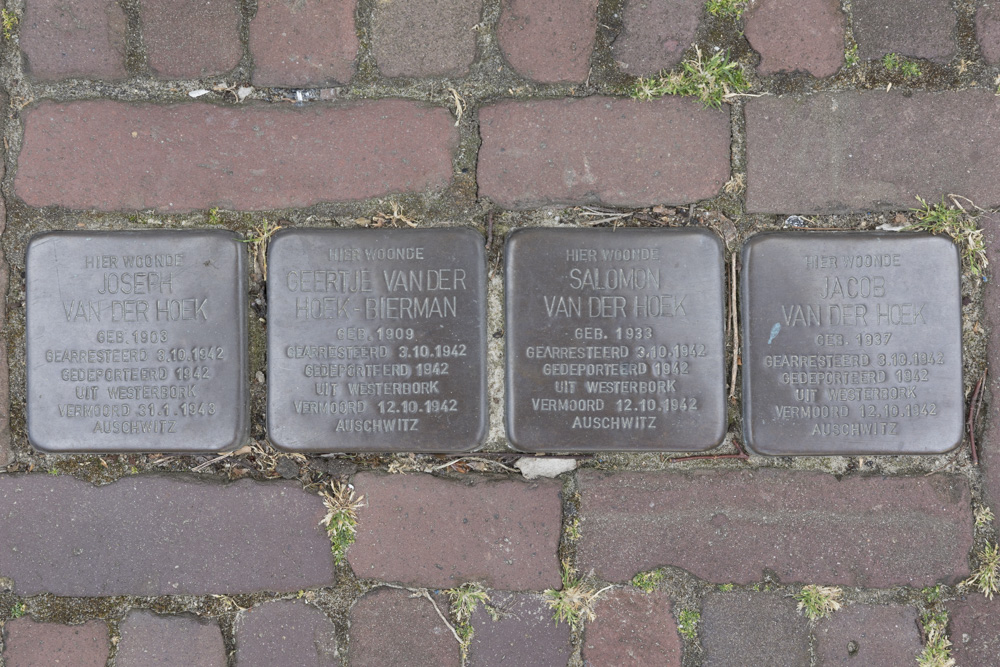 HIER WOONDE
JOSEPH
VAN DER HOEK
GEB. 1903
GEARRESTEERD 3.10.1942
GEDEPORTEERD 1942
UIT WESTERBORK
VERMOORD 31.1.1943
AUSCHWITZ
HIER WOONDE
GEERTJE VAN DER
HOEK-BIERMAN
GEB. 1909
GEARRESTEERD 3.10.1942
GEDEPORTEERD 1942
UIT WESTERBORK
VERMOORD 12.10.1942
AUSCHWITZ
HIER WOONDE
SALOMON
VAN DER HOEK
GEB. 1933
GEARRESTEERD 3.10.1942
GEDEPORTEERD 1942
UIT WESTERBORK
VERMOORD 12.10.1942
AUSCHWITZ
HIER WOONDE
JACOB
VAN DER HOEK
GEB. 1937
GEARRESTEERD 3.10.1942
GEDEPORTEERD 1942
UIT WESTERBORK
VERMOORD 12.10.1942
AUSCHWITZ